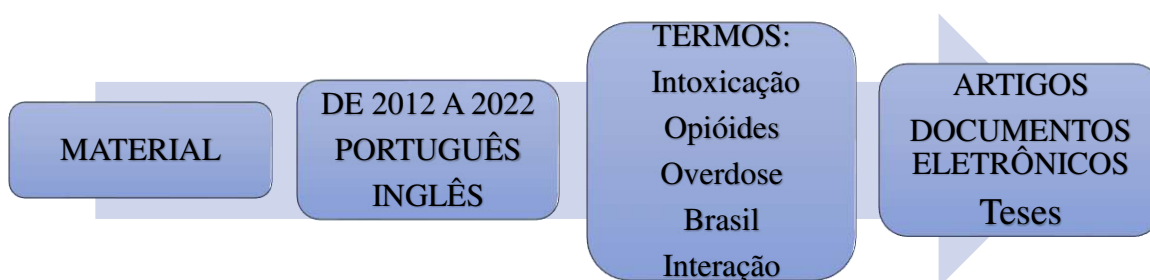 MATERIAL
DE 2012 A 2022
PORTUGUÊS
INGLÊS
TERMOS:
Intoxicação
Opióides
Overdose
Brasil
Interação
ARTIGOS
DOCUMENTOS
ELETRÔNICOS
Teses